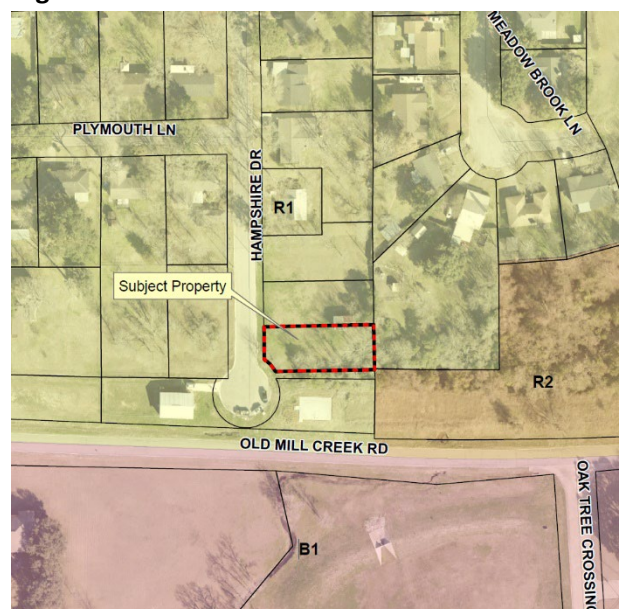 MEADOW BROOK LN
PLYMOUTH LN
HAMPSHIRE DR
R1
Subject Property
R2
OLD MILL CREEK RD
OAK TREE CROSSING
B1